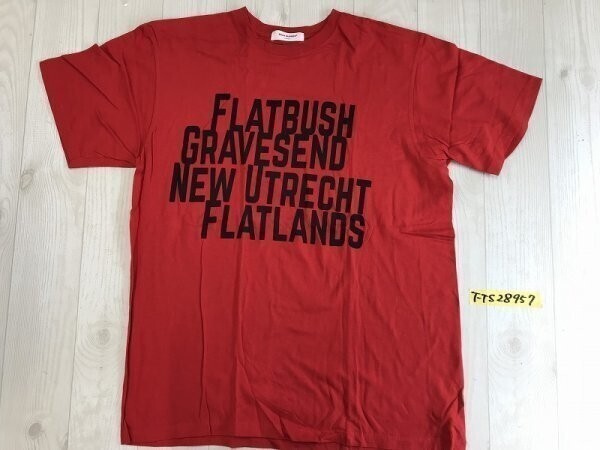 FLATBUSH
GRAVESEND
NEW UTRECHT
FLATLANDS
T-TS28957